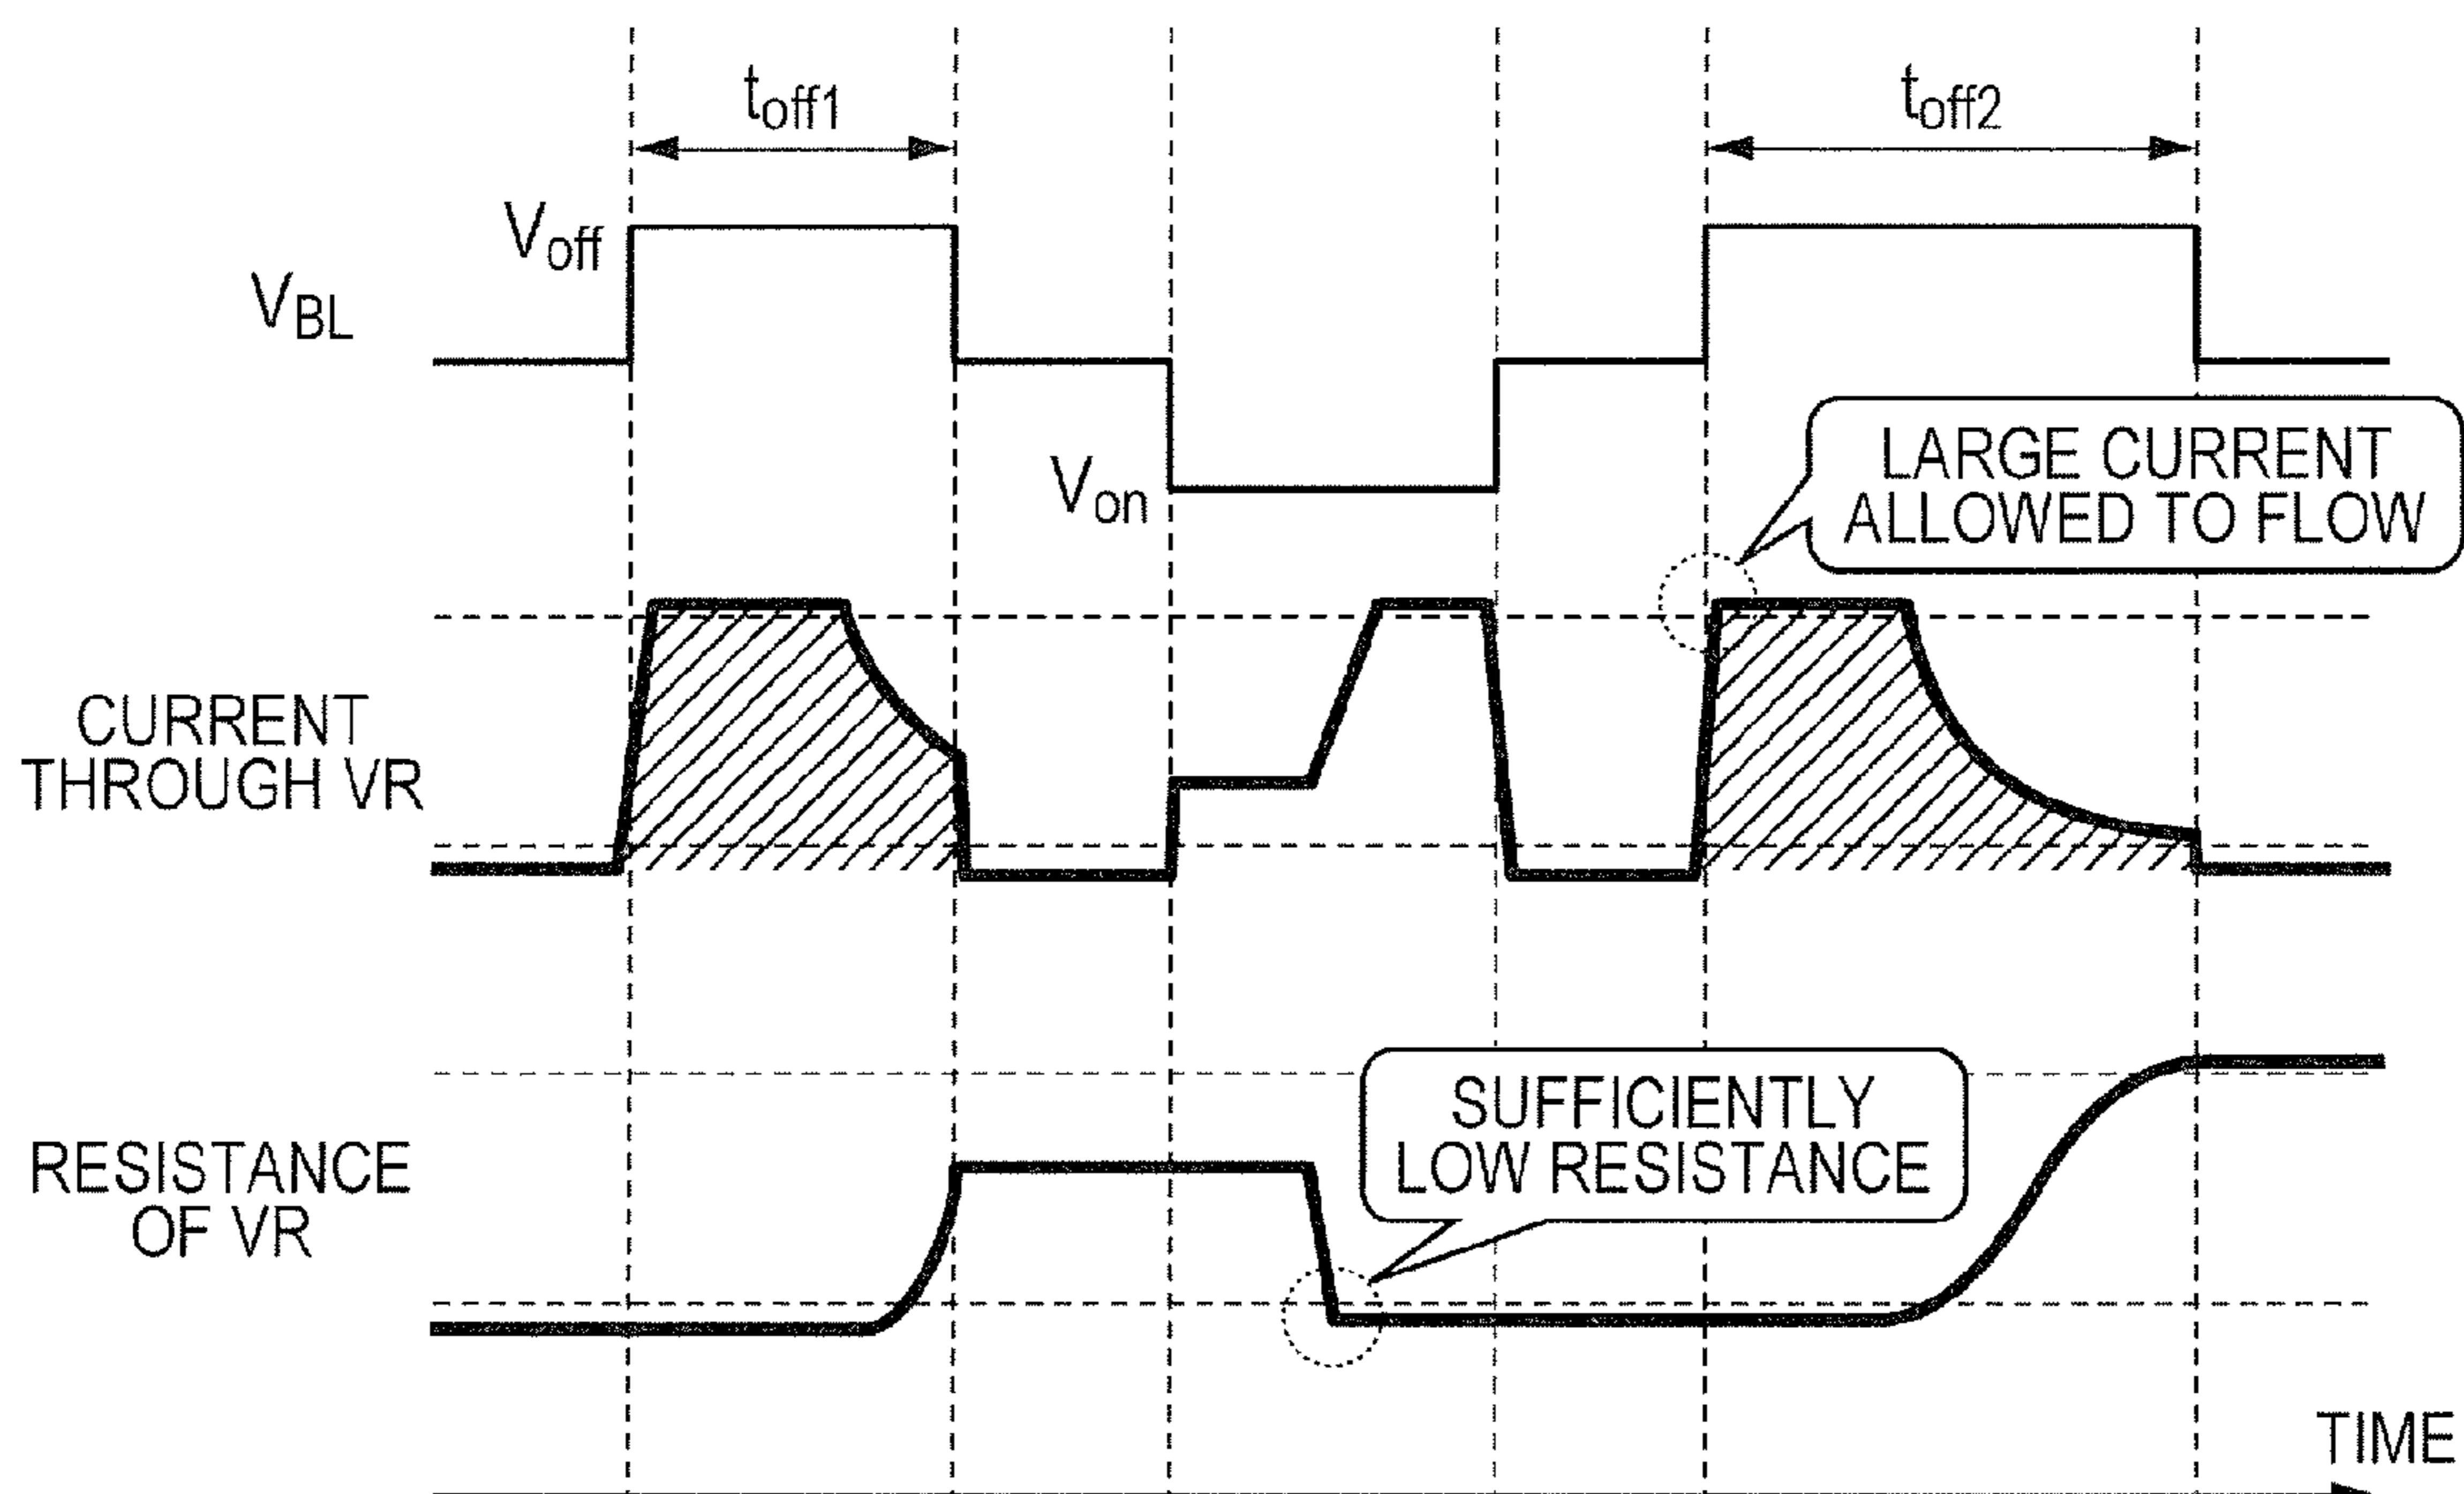 toff1
toff2
Voff
VBL
Von
LARGE CURRENT
ALLOWED TO FLOW
CURRENT
THROUGH VR
SUFFICIENTLY
LOW RESISTANCE
RESISTANCE
OF VR
TIME